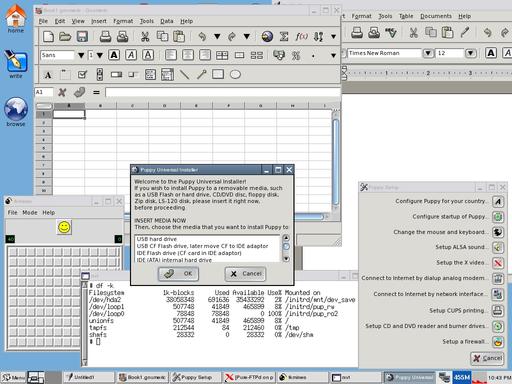 home
write
browse
Book1.gnumeric : Gnumeric
File Edit View Insert Format Tools Data Help
Sans
A1
=
A B C D E F G H I
Format Tools Table Documents Help
Times New Roman
12
Puppy Universal Installer
Welcome to the Puppy Universal Installer!
If you wish to install Puppy to a removable media, such
as a USB Flash or hard drive, CD/DVD disc, floppy disk,
Zip disk, LS-120 disk, please insert it right now,
before proceeding.
INSERT MEDIA NOW
Then, choose the media that you want to install Puppy to:
USB hard drive
USB CF Flash drive, later move CF to IDE adaptor
IDE Flash drive (CF card in IDE adaptor)
IDE (ATA) internal hard drive
OK
Cancel
Game Mode Help
# df -k
Filesystem 1k-blocks Used Available Use% Mounted on
/dev/hda2 38058348 691636 35433292 2% /initrd/mnt/dev_save
/dev/loop1 507748 41849 465899 8% /initrd/pup_rw
/dev/loop0 78848 78848 0 100% /initrd/pup_ro2
unionfs 507748 41849 465899 8% /
tmpfs 212544 84 212460 0% /tmp
shmfs 28332 0 28332 0% /dev/shm
#
Puppy Setup
Configure Puppy for your country...
Configure startup of Puppy...
Change the mouse and keyboard...
Setup ALSA sound...
Setup the X video...
Connect to Internet by dialup analog modem...
Connect to Internet by network interface...
Setup CUPS printing...
Setup CD and DVD reader and burner drives...
Setup a firewall...
Cancel
Menu
Untitled1
Book1.gnumeric
Puppy Setup
[Pure-FTPd on p
tkmines
rxvt
Puppy Universal
455M
10:43 PM